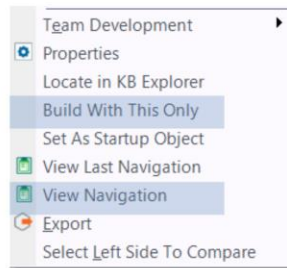 Team Development
Properties
Locate in KB Explorer
Build With This Only
Set As Startup Object
View Last Navigation
View Navigation
Export
Select Left Side To Compare